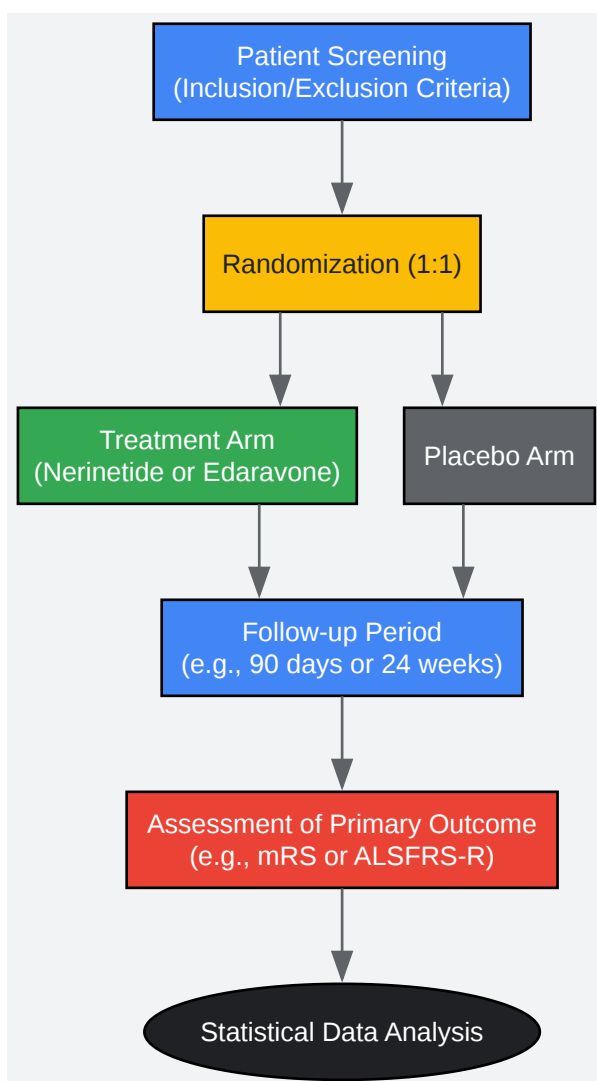 Patient Screening
(Inclusion/Exclusion Criteria)
Randomization (1:1)
Treatment Arm
(Nerinetide or Edaravone)
Placebo Arm
Follow-up Period
(e.g., 90 days or 24 weeks)
Assessment of Primary Outcome
(e.g., mRS or ALSFRS-R)
Statistical Data Analysis